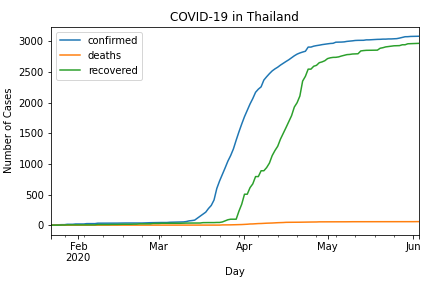 COVID-19 in Thailand
confirmed
deaths
recovered
Number of Cases
3000
2500
2000
1500
1000
500
0
Feb
2020
Mar
Apr
May
Jun
Day